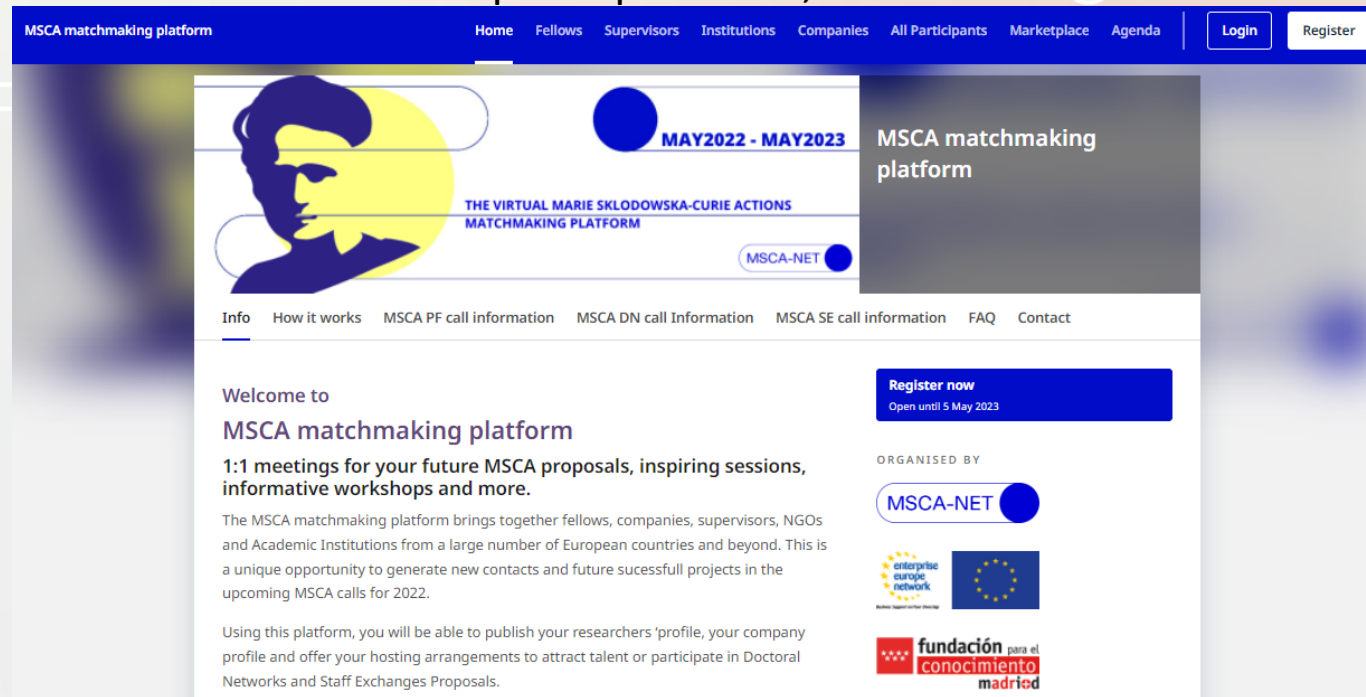 MSCA matchmaking platform
Home Fellows Supervisors Institutions Companies All Participants Marketplace Agenda Login Register
MAY2022 - MAY2023
THE VIRTUAL MARIE SKLODOWSKA-CURIE ACTIONS
MATCHMAKING PLATFORM
MSCA-NET
MSCA matchmaking
platform
Info How it works MSCA PF call information MSCA DN call Information MSCA SE call information FAQ Contact
Welcome to
MSCA matchmaking platform
1:1 meetings for your future MSCA proposals, inspiring sessions,
informative workshops and more.
The MSCA matchmaking platform brings together fellows, companies, supervisors, NGOs
and Academic Institutions from a large number of European countries and beyond. This is
a unique opportunity to generate new contacts and future sucessfull projects in the
upcoming MSCA calls for 2022.
Using this platform, you will be able to publish your researchers ‘profile, your company
profile and offer your hosting arrangements to attract talent or participate in Doctoral
Networks and Staff Exchanges Proposals.
Register now
Open until 5 May 2023
ORGANISED BY
MSCA-NET
enterprise
europe
network
fundación para el
conocimiento
madri+d